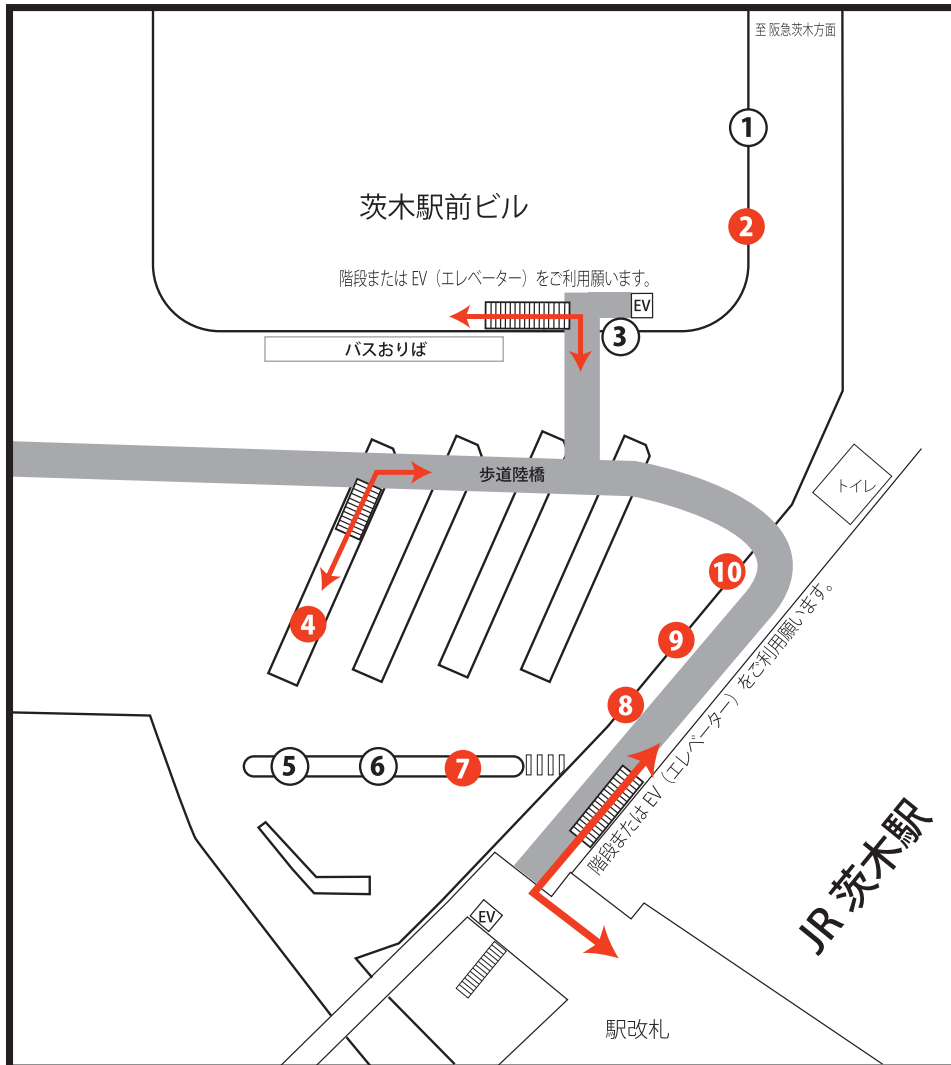 至 阪急茨木方面
1
茨木駅前ビル
2
階段または EV（エレベーター）をご利用願います。
EV
3
バスおりば
歩道陸橋
トイレ
10
4
9
8
階段または EV（エレベーター）をご利用願います。
5
6
7
JR 茨木駅
EV
駅改札